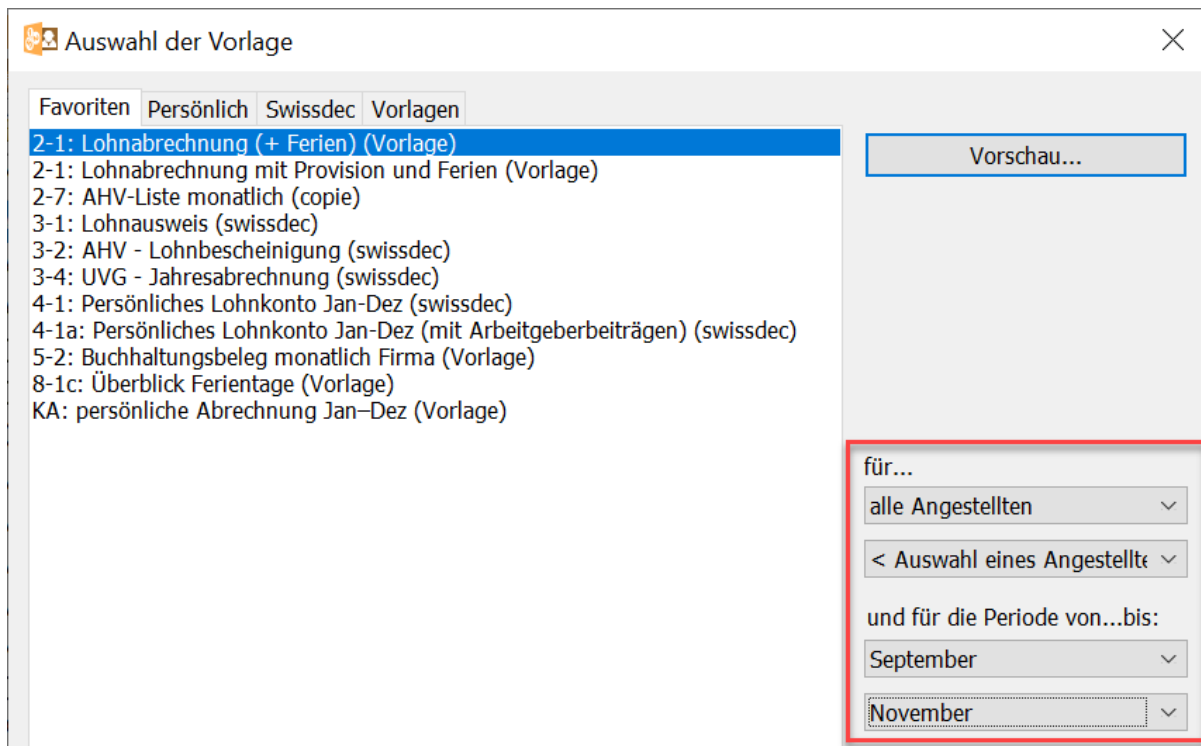 Auswahl der Vorlage
Favoriten Persönlich Swissdec Vorlagen
2-1: Lohnabrechnung (+ Ferien) (Vorlage)
2-1: Lohnabrechnung mit Provision und Ferien (Vorlage)
2-7: AHV-Liste monatlich (copie)
3-1: Lohnausweis (swissdec)
3-2: AHV - Lohnbescheinigung (swissdec)
3-4: UVG - Jahresabrechnung (swissdec)
4-1: Persönliches Lohnkonto Jan-Dez (swissdec)
4-1a: Persönliches Lohnkonto Jan-Dez (mit Arbeitgeberbeiträgen) (swissdec)
5-2: Buchhaltungsbeleg monatlich Firma (Vorlage)
8-1c: Überblick Ferientage (Vorlage)
KA: persönliche Abrechnung Jan–Dez (Vorlage)
Vorschau...
für...
alle Angestellten
< Auswahl eines Angestellte
und für die Periode von...bis:
September
November